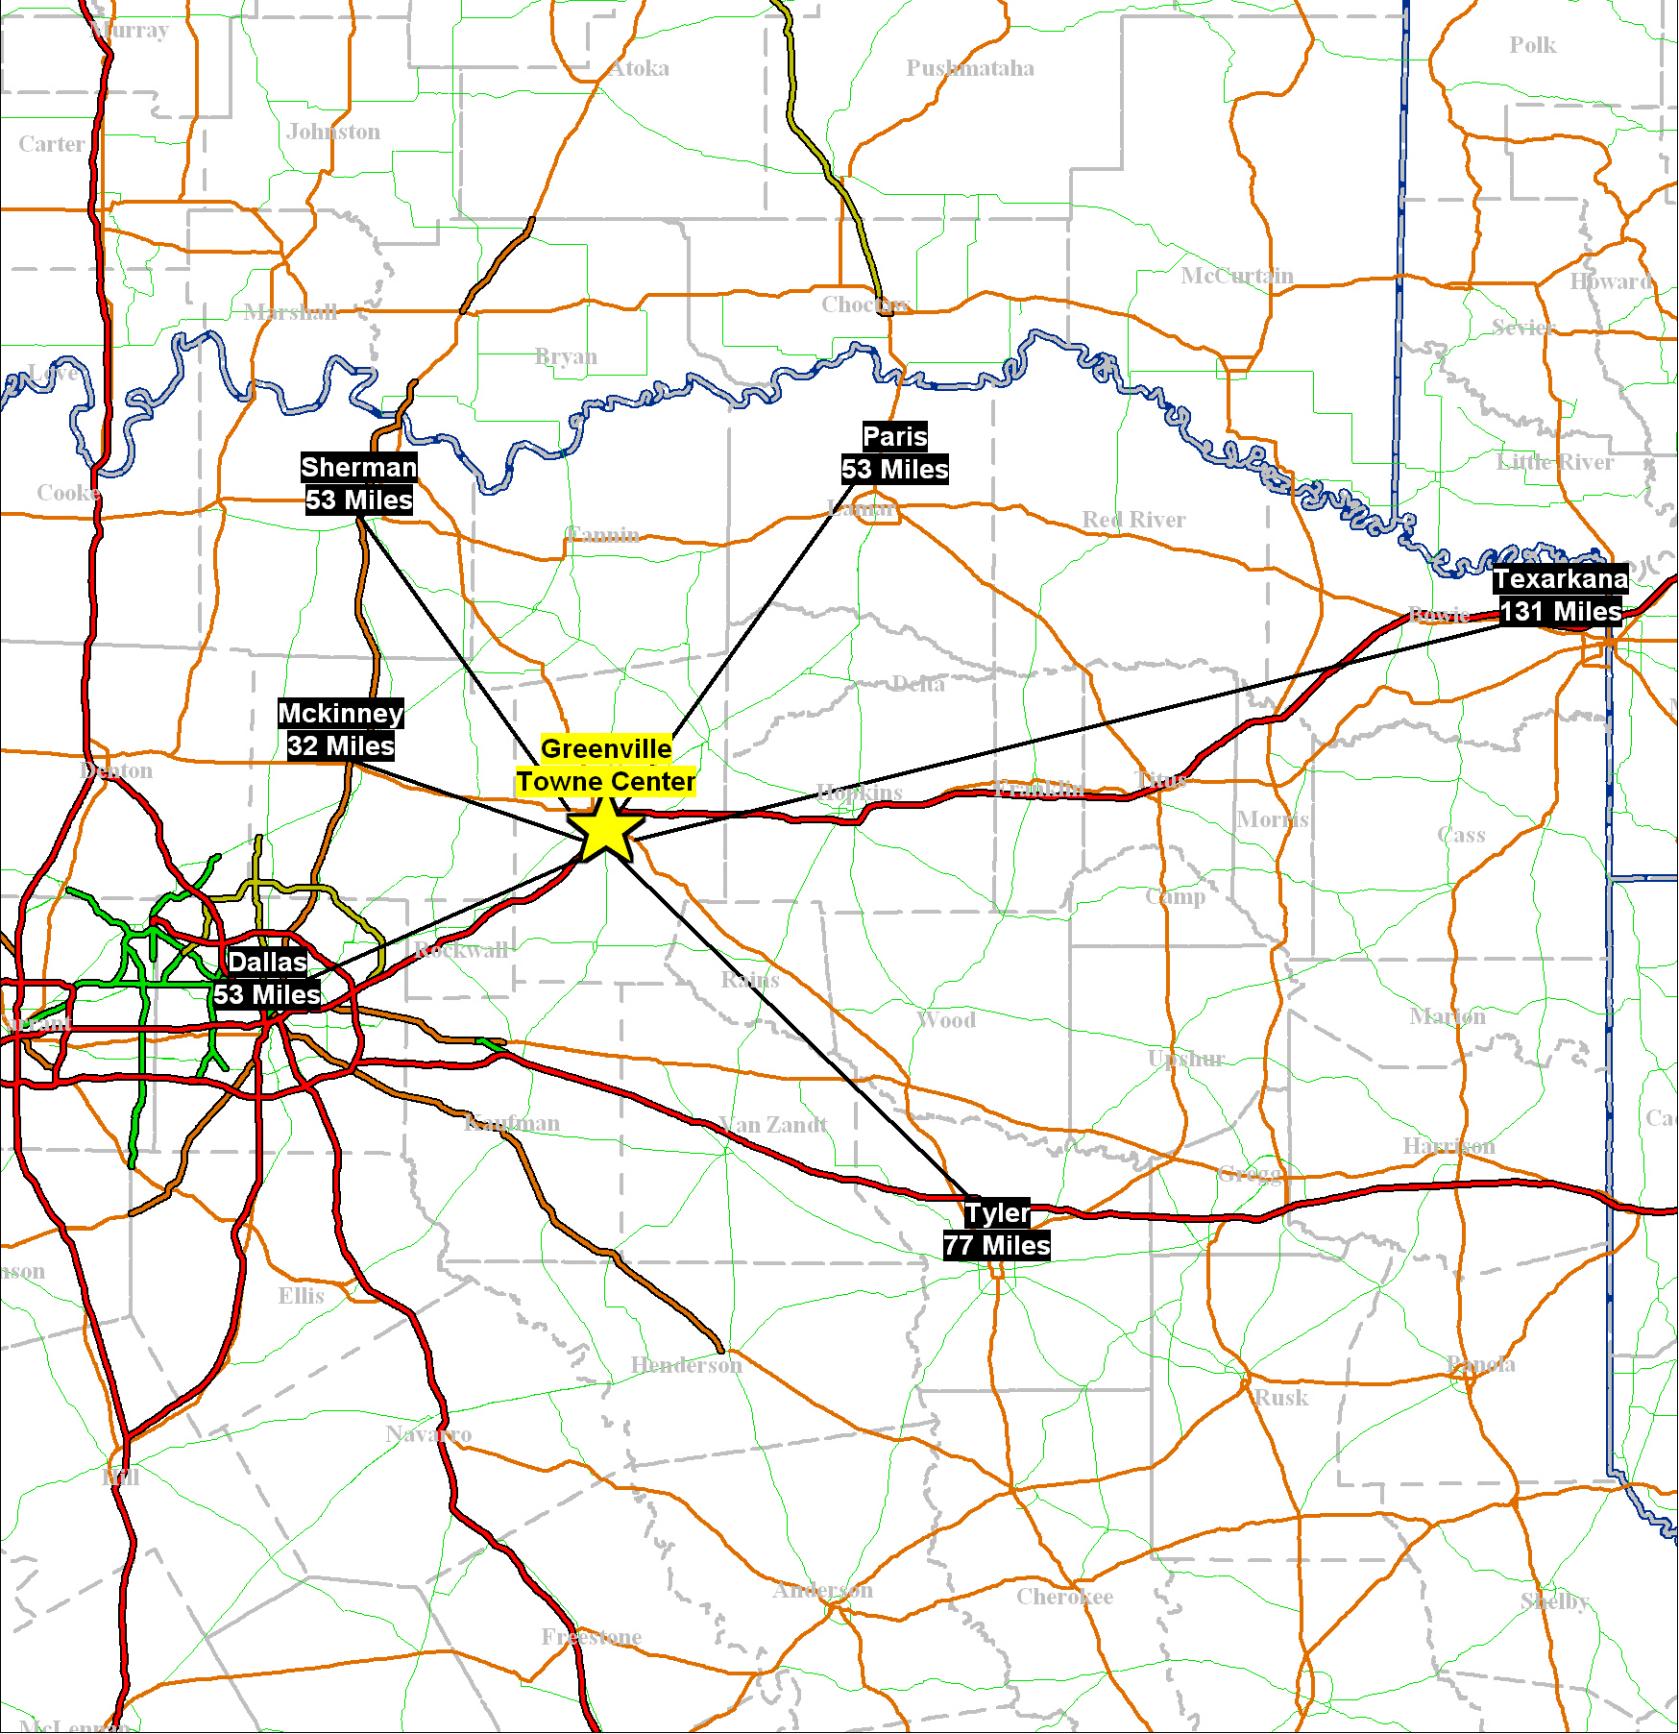 Murray
Atoka
Pushmataha
Polk
Carter
Johnston
McCurtain
Howard
Marshall
Choctaw
Sevier
Bryan
Love
Paris
53 Miles
Sherman
53 Miles
Little River
Cooke
Lamar
Red River
Fannin
Texarkana
131 Miles
Bowie
Delta
Mckinney
32 Miles
Greenville
Towne Center
Denton
Hopkins
Franklin
Titus
Morris
Cass
Camp
Rockwall
Dallas
53 Miles
Rains
Wood
Marion
Upshur
Kaufman
Van Zandt
Harrison
Gregg
Tyler
77 Miles
nson
Ellis
Henderson
Panola
Rusk
Navarro
Hill
Anderson
Cherokee
Shelby
Freestone
McLennan